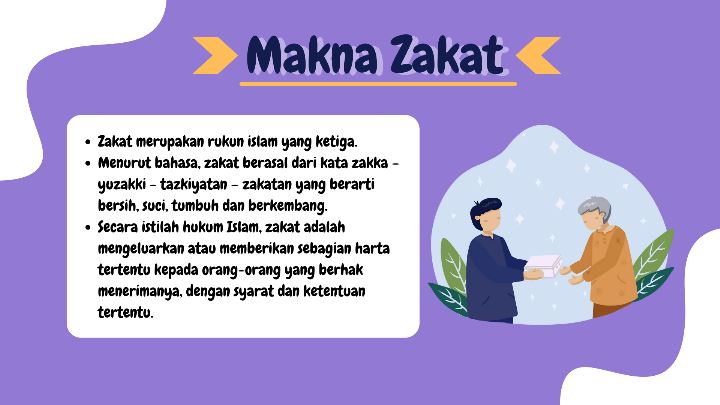 Makna Zakat
• Zakat merupakan rukun islam yang ketiga.
• Menurut bahasa, zakat berasal dari kata zakka –
yuzakki – tazkiyatan – zakatan yang berarti
bersih, suci, tumbuh dan berkembang.
• Secara istilah hukum Islam, zakat adalah
mengeluarkan atau memberikan sebagian harta
tertentu kepada orang-orang yang berhak
menerimanya, dengan syarat dan ketentuan
tertentu.